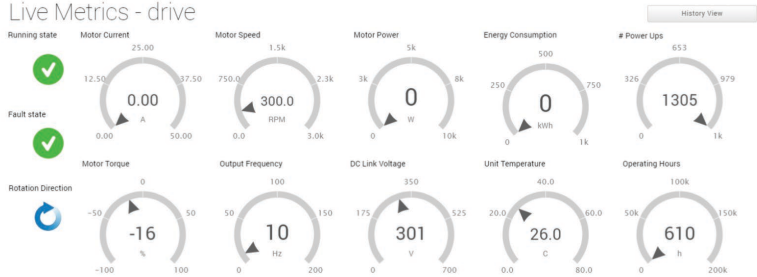 Live Metrics - drive
History View
Running state
Fault state
Rotation Direction
Motor Current
25.00
12.50
37.50
0.00
A
0.00
50.00
Motor Speed
1.5k
750.0
2.3k
300.0
RPM
0.0
3.0k
Motor Power
5k
3k
8k
0
W
0
10k
Energy Consumption
500
250
750
0
kWh
0
1k
# Power Ups
653
326
979
1305
0
1k
Motor Torque
0
-50
50
-16
%
-100
100
Output Frequency
100
50
150
10
Hz
0
200
DC Link Voltage
350
175
525
301
V
0
700
Unit Temperature
40.0
20.0
60.0
26.0
C
0.0
80.0
Operating Hours
100k
50k
150k
610
h
0
200k